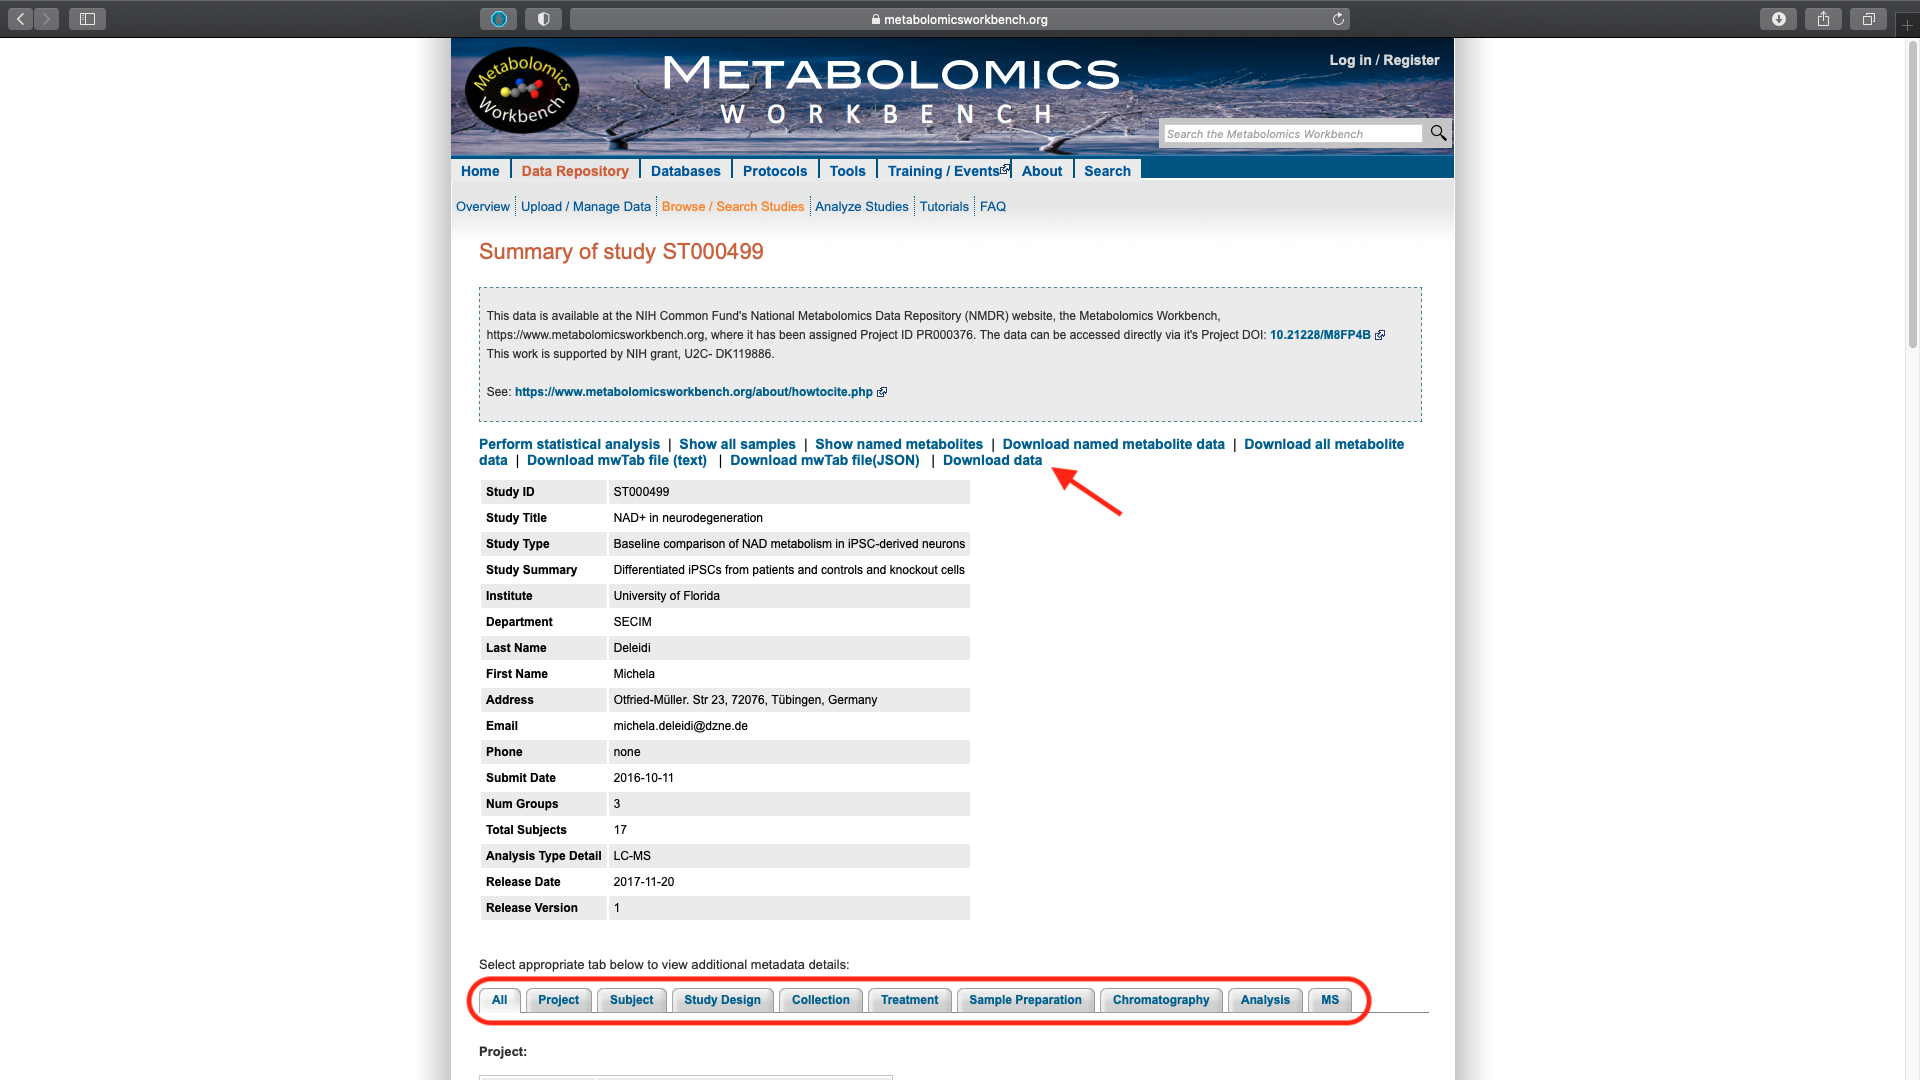 metabolomicsworkbench.org
Metabolomics Workbench
METABOLOMICS
WORKBENCH
Log in / Register
Search the Metabolomics Workbench
Home Data Repository Databases Protocols Tools Training / Events About Search
Overview Upload / Manage Data Browse / Search Studies Analyze Studies Tutorials FAQ
Summary of study ST000499
This data is available at the NIH Common Fund's National Metabolomics Data Repository (NMDR) website, the Metabolomics Workbench,
https://www.metabolomicsworkbench.org, where it has been assigned Project ID PR000376. The data can be accessed directly via it's Project DOI: 10.21228/M8FP4B
This work is supported by NIH grant, U2C- DK119886.
See: https://www.metabolomicsworkbench.org/about/howtocite.php
Perform statistical analysis | Show all samples | Show named metabolites | Download named metabolite data | Download all metabolite
data | Download mwTab file (text) | Download mwTab file(JSON) | Download data
Study ID ST000499
Study Title NAD+ in neurodegeneration
Study Type Baseline comparison of NAD metabolism in iPSC-derived neurons
Study Summary Differentiated iPSCs from patients and controls and knockout cells
Institute University of Florida
Department SECIM
Last Name Deleidi
First Name Michela
Address Otfried-Müller. Str 23, 72076, Tübingen, Germany
Email michela.deleidi@dzne.de
Phone none
Submit Date 2016-10-11
Num Groups 3
Total Subjects 17
Analysis Type Detail LC-MS
Release Date 2017-11-20
Release Version 1
Select appropriate tab below to view additional metadata details:
All Project Subject Study Design Collection Treatment Sample Preparation Chromatography Analysis MS
Project: